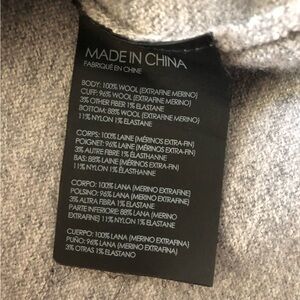 MADE IN CHINA
FABRIQUÉ EN CHINE
BODY: 100% WOOL (EXTRAFINE MERINO)
CUFF: 96% WOOL (EXTRAFINE MERINO)
3% OTHER FIBER 1% ELASTANE
BOTTOM: 88% WOOL (EXTRAFINE MERINO)
11% NYLON 1% ELASTANE
CORPS: 100% LAINE (MÉRINOS EXTRA-FIN)
POIGNET: 96% LAINE (MÉRINOS EXTRA-FIN)
3% AUTRE FIBRE 1% ÉLASTHANNE
BAS: 88% LAINE (MÉRINOS EXTRA-FIN)
11% NYLON 1% ÉLASTHANNE
CORPO: 100% LANA (MERINO EXTRAFINE)
POLSINO: 96% LANA (MERINO EXTRAFINE)
3% ALTRA FIBRA 1% ELASTANE
PARTE INFERIORE: 88% LANA (MERINO
EXTRAFINE) 11% NYLON 1% ELASTANE
CUERPO: 100% LANA (MERINO EXTRAFINO)
PUÑO: 96% LANA (MERINO EXTRAFINO)
3% OTRAS 1% ELASTANO